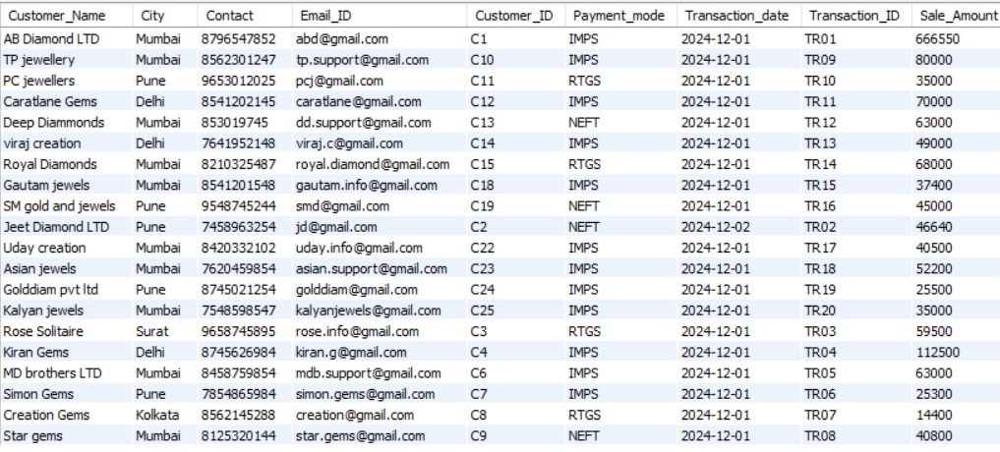 Customer_Name City Contact Email_ID Customer_ID Payment_mode Transaction_date Transaction_ID Sale_Amount
AB Diamond LTD Mumbai 8796547852 abd@gmail.com C1 IMPS 2024-12-01 TR01 666550
TP jewellery Mumbai 8562301247 tp.support@gmail.com C10 IMPS 2024-12-01 TR09 80000
PC jewellers Pune 9653012025 pcj@gmail.com C11 RTGS 2024-12-01 TR10 35000
Caratlane Gems Delhi 8541202145 caratlane@gmail.com C12 IMPS 2024-12-01 TR11 70000
Deep Diammonds Mumbai 853019745 dd.support@gmail.com C13 NEFT 2024-12-01 TR12 63000
viraj creation Delhi 7641952148 viraj.c@gmail.com C14 IMPS 2024-12-01 TR13 49000
Royal Diamonds Mumbai 8210325487 royal.diamond@gmail.com C15 RTGS 2024-12-01 TR14 68000
Gautam jewels Mumbai 8541201548 gautam.info@gmail.com C18 IMPS 2024-12-01 TR15 37400
SM gold and jewels Pune 9548745244 smd@gmail.com C19 NEFT 2024-12-01 TR16 45000
Jeet Diamond LTD Pune 7458963254 jd@gmail.com C2 NEFT 2024-12-02 TR02 46640
Uday creation Mumbai 8420332102 uday.info@gmail.com C22 IMPS 2024-12-01 TR17 40500
Asian jewels Mumbai 7620459854 asian.support@gmail.com C23 IMPS 2024-12-01 TR18 52200
Golddiam pvt ltd Pune 8745021254 golddiam@gmail.com C24 IMPS 2024-12-01 TR19 25500
Kalyan jewels Mumbai 7548598547 kalyanjewels@gmail.com C25 IMPS 2024-12-01 TR20 35000
Rose Solitaire Surat 9658745895 rose.info@gmail.com C3 RTGS 2024-12-01 TR03 59500
Kiran Gems Delhi 8745626984 kiran.g@gmail.com C4 IMPS 2024-12-01 TR04 112500
MD brothers LTD Mumbai 8458759854 mdb.support@gmail.com C6 IMPS 2024-12-01 TR05 63000
Simon Gems Pune 7854865984 simon.gems@gmail.com C7 IMPS 2024-12-01 TR06 25300
Creation Gems Kolkata 8562145288 creation@gmail.com C8 RTGS 2024-12-01 TR07 14400
Star gems Mumbai 8125320144 star.gems@gmail.com C9 NEFT 2024-12-01 TR08 40800